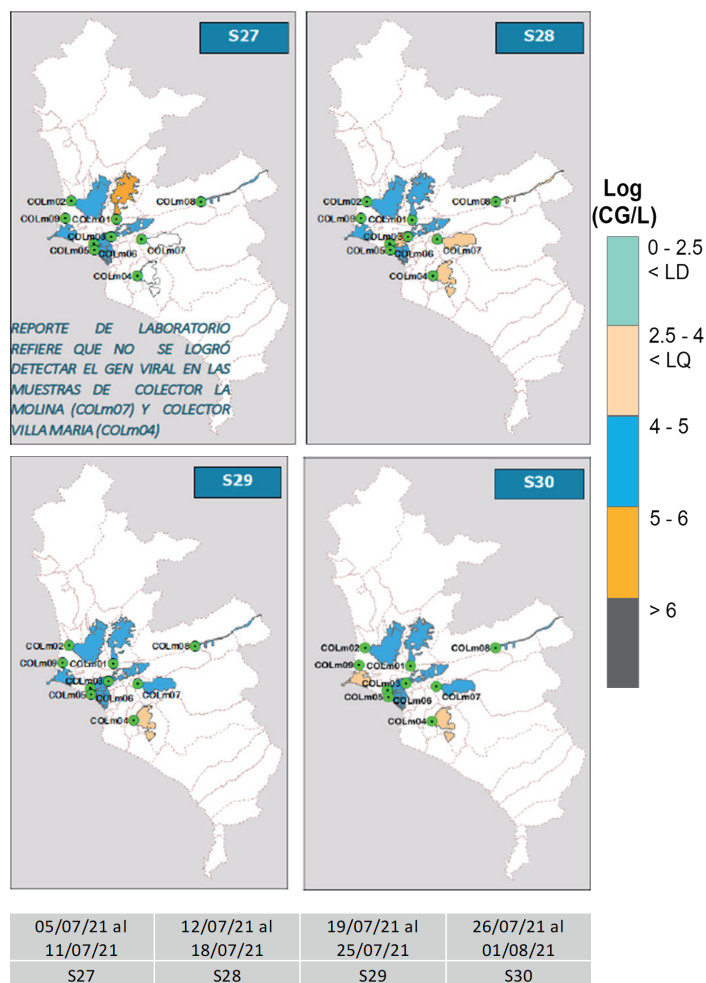 S27
COLm02
COLm08
COLm09
COLm01
COLm03
COLm05
COLm06
COLm07
COLm04
REPORTE DE LABORATORIO
REFIERE QUE NO SE LOGRÓ
DETECTAR EL GEN VIRAL EN LAS
MUESTRAS DE COLECTOR LA
MOLINA (COLm07) Y COLECTOR
VILLA MARIA (COLm04)
S28
COLm02
COLm08
COLm09
COLm01
COLm03
COLm05
COLm06
COLm07
COLm04
Log
(CG/L)
0 - 2.5
< LD
2.5 - 4
< LQ
4 - 5
5 - 6
> 6
S29
COLm02
COLm08
COLm09
COLm01
COLm03
COLm05
COLm06
COLm07
COLm04
S30
COLm02
COLm08
COLm09
COLm01
COLm03
COLm05
COLm06
COLm07
COLm04
05/07/21 al
11/07/21
12/07/21 al
18/07/21
19/07/21 al
25/07/21
26/07/21 al
01/08/21
S27
S28
S29
S30